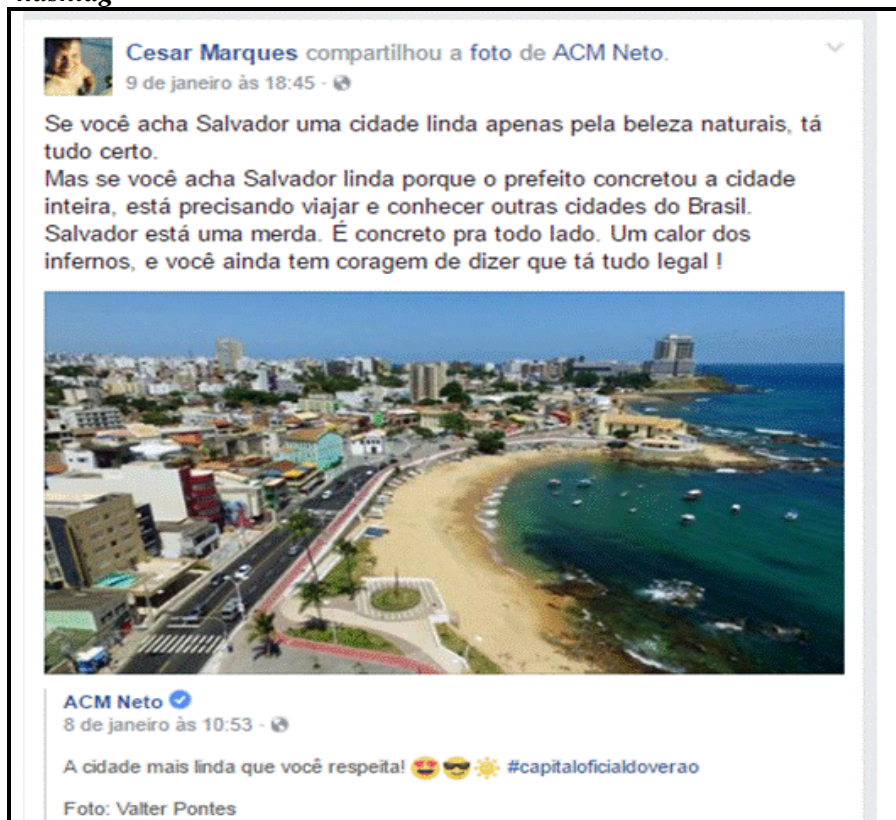 Cesar Marques compartilhou a foto de ACM Neto.
9 de janeiro às 18:45 ·
Se você acha Salvador uma cidade linda apenas pela beleza naturais, tá
tudo certo.
Mas se você acha Salvador linda porque o prefeito concretou a cidade
inteira, está precisando viajar e conhecer outras cidades do Brasil.
Salvador está uma merda. É concreto pra todo lado. Um calor dos
infernos, e você ainda tem coragem de dizer que tá tudo legal !
ACM Neto
8 de janeiro às 10:53 ·
A cidade mais linda que você respeita! 😍😎☀️ #capitaloficialdoverao
Foto: Valter Pontes